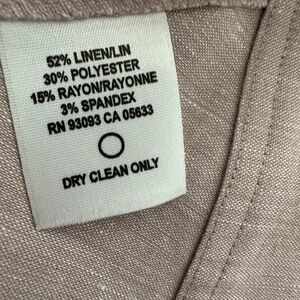 52% LINEN/LIN
30% POLYESTER
15% RAYON/RAYONNE
3% SPANDEX
RN 93093 CA 05633
DRY CLEAN ONLY